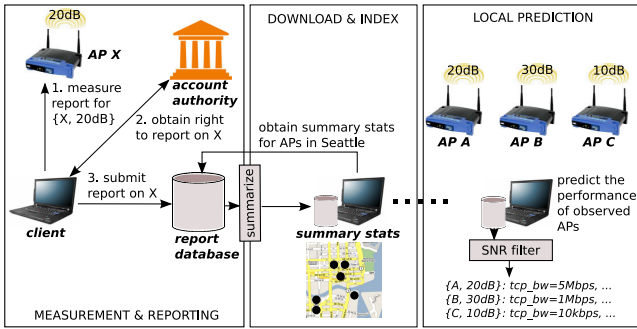 20dB
AP X
1. measure
report for
{X, 20dB}
account
authority
2. obtain right
to report on X
3. submit
report on X
client
report
database
MEASUREMENT & REPORTING
DOWNLOAD & INDEX
obtain summary stats
for APs in Seattle
summarize
summary stats
LOCAL PREDICTION
20dB
30dB
10dB
AP A
AP B
AP C
predict the
performance
of observed
APs
SNR filter
{A, 20dB}: tcp_bw=5Mbps, ...
{B, 30dB}: tcp_bw=1Mbps, ...
{C, 10dB}: tcp_bw=10kbps, ...